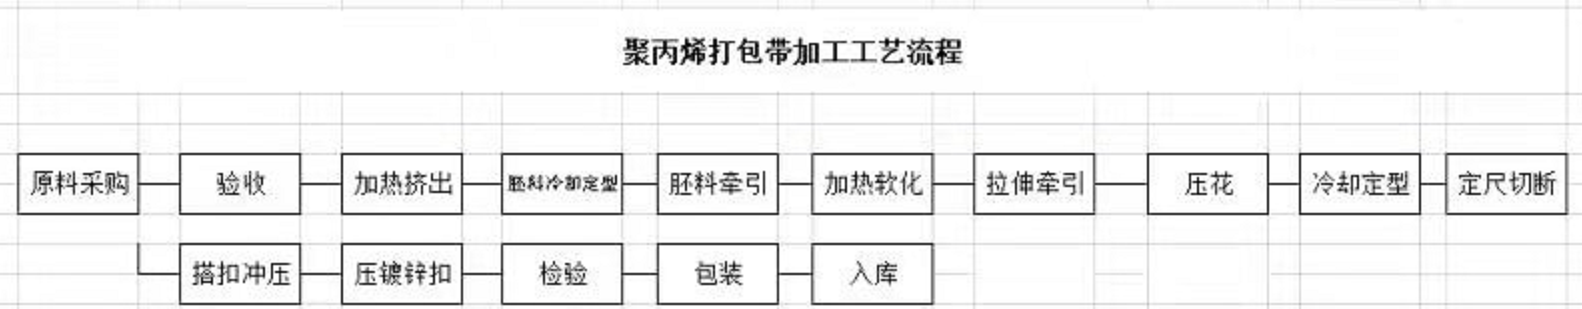 聚丙烯打包带加工工艺流程
原料采购 验收 加热挤出 胚料冷却定型 胚料牵引 加热软化 拉伸牵引 压花 冷却定型 定尺切断
搭扣冲压 压镀锌扣 检验 包装 入库